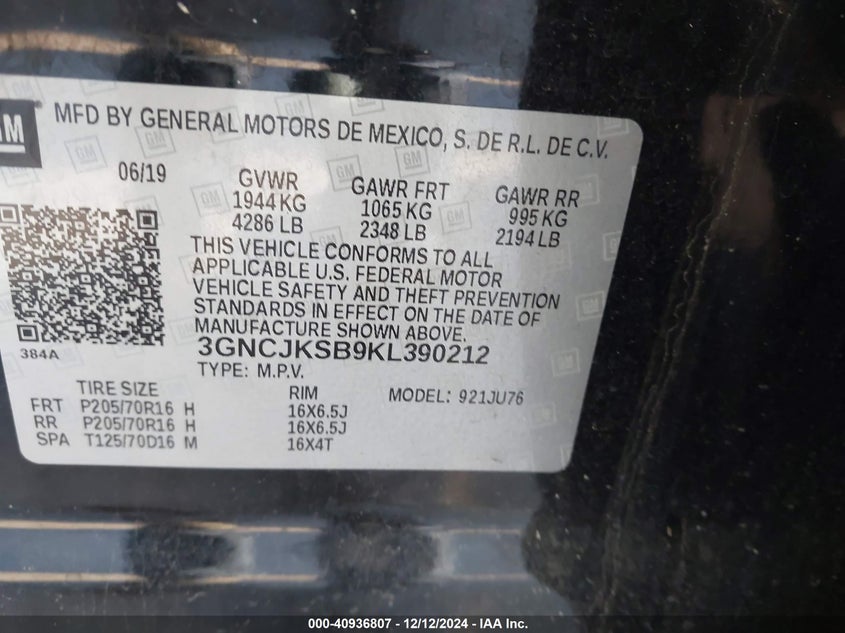 GM
MFD BY GENERAL MOTORS DE MEXICO, S. DE R.L. DE C.V.
06/19
GVWR GAWR FRT GAWR RR
1944 KG 1065 KG 995 KG
4286 LB 2348 LB 2194 LB
THIS VEHICLE CONFORMS TO ALL
APPLICABLE U.S. FEDERAL MOTOR
VEHICLE SAFETY AND THEFT PREVENTION
STANDARDS IN EFFECT ON THE DATE OF
MANUFACTURE SHOWN ABOVE.
384A
3GNCJKSB9KL390212
TYPE: M.P.V.
TIRE SIZE RIM MODEL: 921JU76
FRT P205/70R16 H 16X6.5J
RR P205/70R16 H 16X6.5J
SPA T125/70D16 M 16X4T
000-40936807 - 12/12/2024 - IAA Inc.